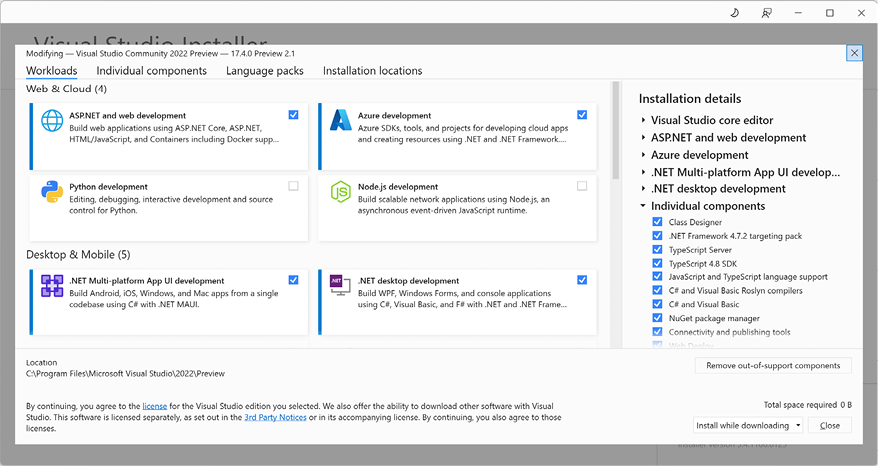 Visual Studio Installer
Modifying — Visual Studio Community 2022 Preview — 17.4.0 Preview 2.1
Workloads Individual components Language packs Installation locations
Web & Cloud (4)
ASP.NET and web development
Build web applications using ASP.NET Core, ASP.NET,
HTML/JavaScript, and Containers including Docker supp...
Azure development
Azure SDKs, tools, and projects for developing cloud apps
and creating resources using .NET and .NET Framework....
Python development
Editing, debugging, interactive development and source
control for Python.
Node.js development
Build scalable network applications using Node.js, an
asynchronous event-driven JavaScript runtime.
Desktop & Mobile (5)
.NET Multi-platform App UI development
Build Android, iOS, Windows, and Mac apps from a single
codebase using C# with .NET MAUI.
.NET desktop development
Build WPF, Windows Forms, and console applications
using C#, Visual Basic, and F# with .NET and .NET Frame...
Installation details
Visual Studio core editor
ASP.NET and web development
Azure development
.NET Multi-platform App UI develop...
.NET desktop development
Individual components
Class Designer
.NET Framework 4.7.2 targeting pack
TypeScript Server
TypeScript 4.8 SDK
JavaScript and TypeScript language support
C# and Visual Basic Roslyn compilers
C# and Visual Basic
NuGet package manager
Connectivity and publishing tools
Web Deploy
Location
C:\Program Files\Microsoft Visual Studio\2022\Preview
Remove out-of-support components
By continuing, you agree to the license for the Visual Studio edition you selected. We also offer the ability to download other software with Visual
Studio. This software is licensed separately, as set out in the 3rd Party Notices or in its accompanying license. By continuing, you also agree to those
licenses.
Total space required 0 B
Install while downloading Close